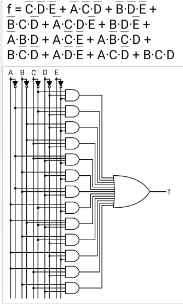 f = C·D·E + A·C·D + B·D·E +
B·C·D + A·C·D·E + B·D·E +
A·B·D + A·C·E + A·B·C·D +
B·C·D + A·D·E + A·C·D + B·C·D
A B C D E
f